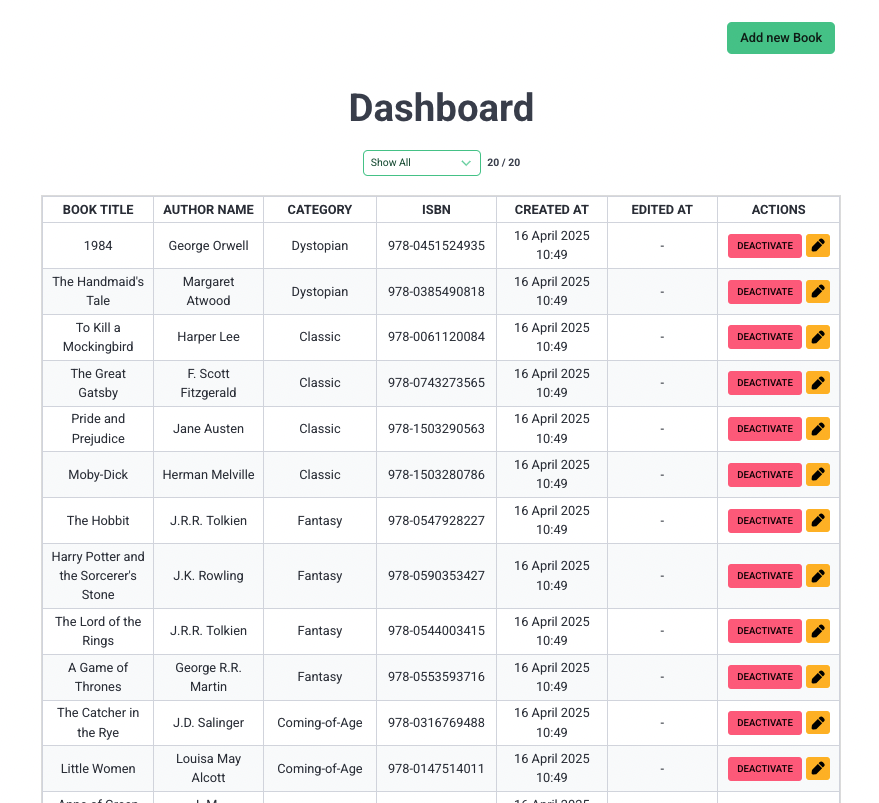 Add new Book
Dashboard
Show All 20 / 20
BOOK TITLE AUTHOR NAME CATEGORY ISBN CREATED AT EDITED AT ACTIONS
1984 George Orwell Dystopian 978-0451524935 16 April 2025 10:49 - DEACTIVATE
The Handmaid's Tale Margaret Atwood Dystopian 978-0385490818 16 April 2025 10:49 - DEACTIVATE
To Kill a Mockingbird Harper Lee Classic 978-0061120084 16 April 2025 10:49 - DEACTIVATE
The Great Gatsby F. Scott Fitzgerald Classic 978-0743273565 16 April 2025 10:49 - DEACTIVATE
Pride and Prejudice Jane Austen Classic 978-1503290563 16 April 2025 10:49 - DEACTIVATE
Moby-Dick Herman Melville Classic 978-1503280786 16 April 2025 10:49 - DEACTIVATE
The Hobbit J.R.R. Tolkien Fantasy 978-0547928227 16 April 2025 10:49 - DEACTIVATE
Harry Potter and the Sorcerer's Stone J.K. Rowling Fantasy 978-0590353427 16 April 2025 10:49 - DEACTIVATE
The Lord of the Rings J.R.R. Tolkien Fantasy 978-0544003415 16 April 2025 10:49 - DEACTIVATE
A Game of Thrones George R.R. Martin Fantasy 978-0553593716 16 April 2025 10:49 - DEACTIVATE
The Catcher in the Rye J.D. Salinger Coming-of-Age 978-0316769488 16 April 2025 10:49 - DEACTIVATE
Little Women Louisa May Alcott Coming-of-Age 978-0147514011 16 April 2025 10:49 - DEACTIVATE